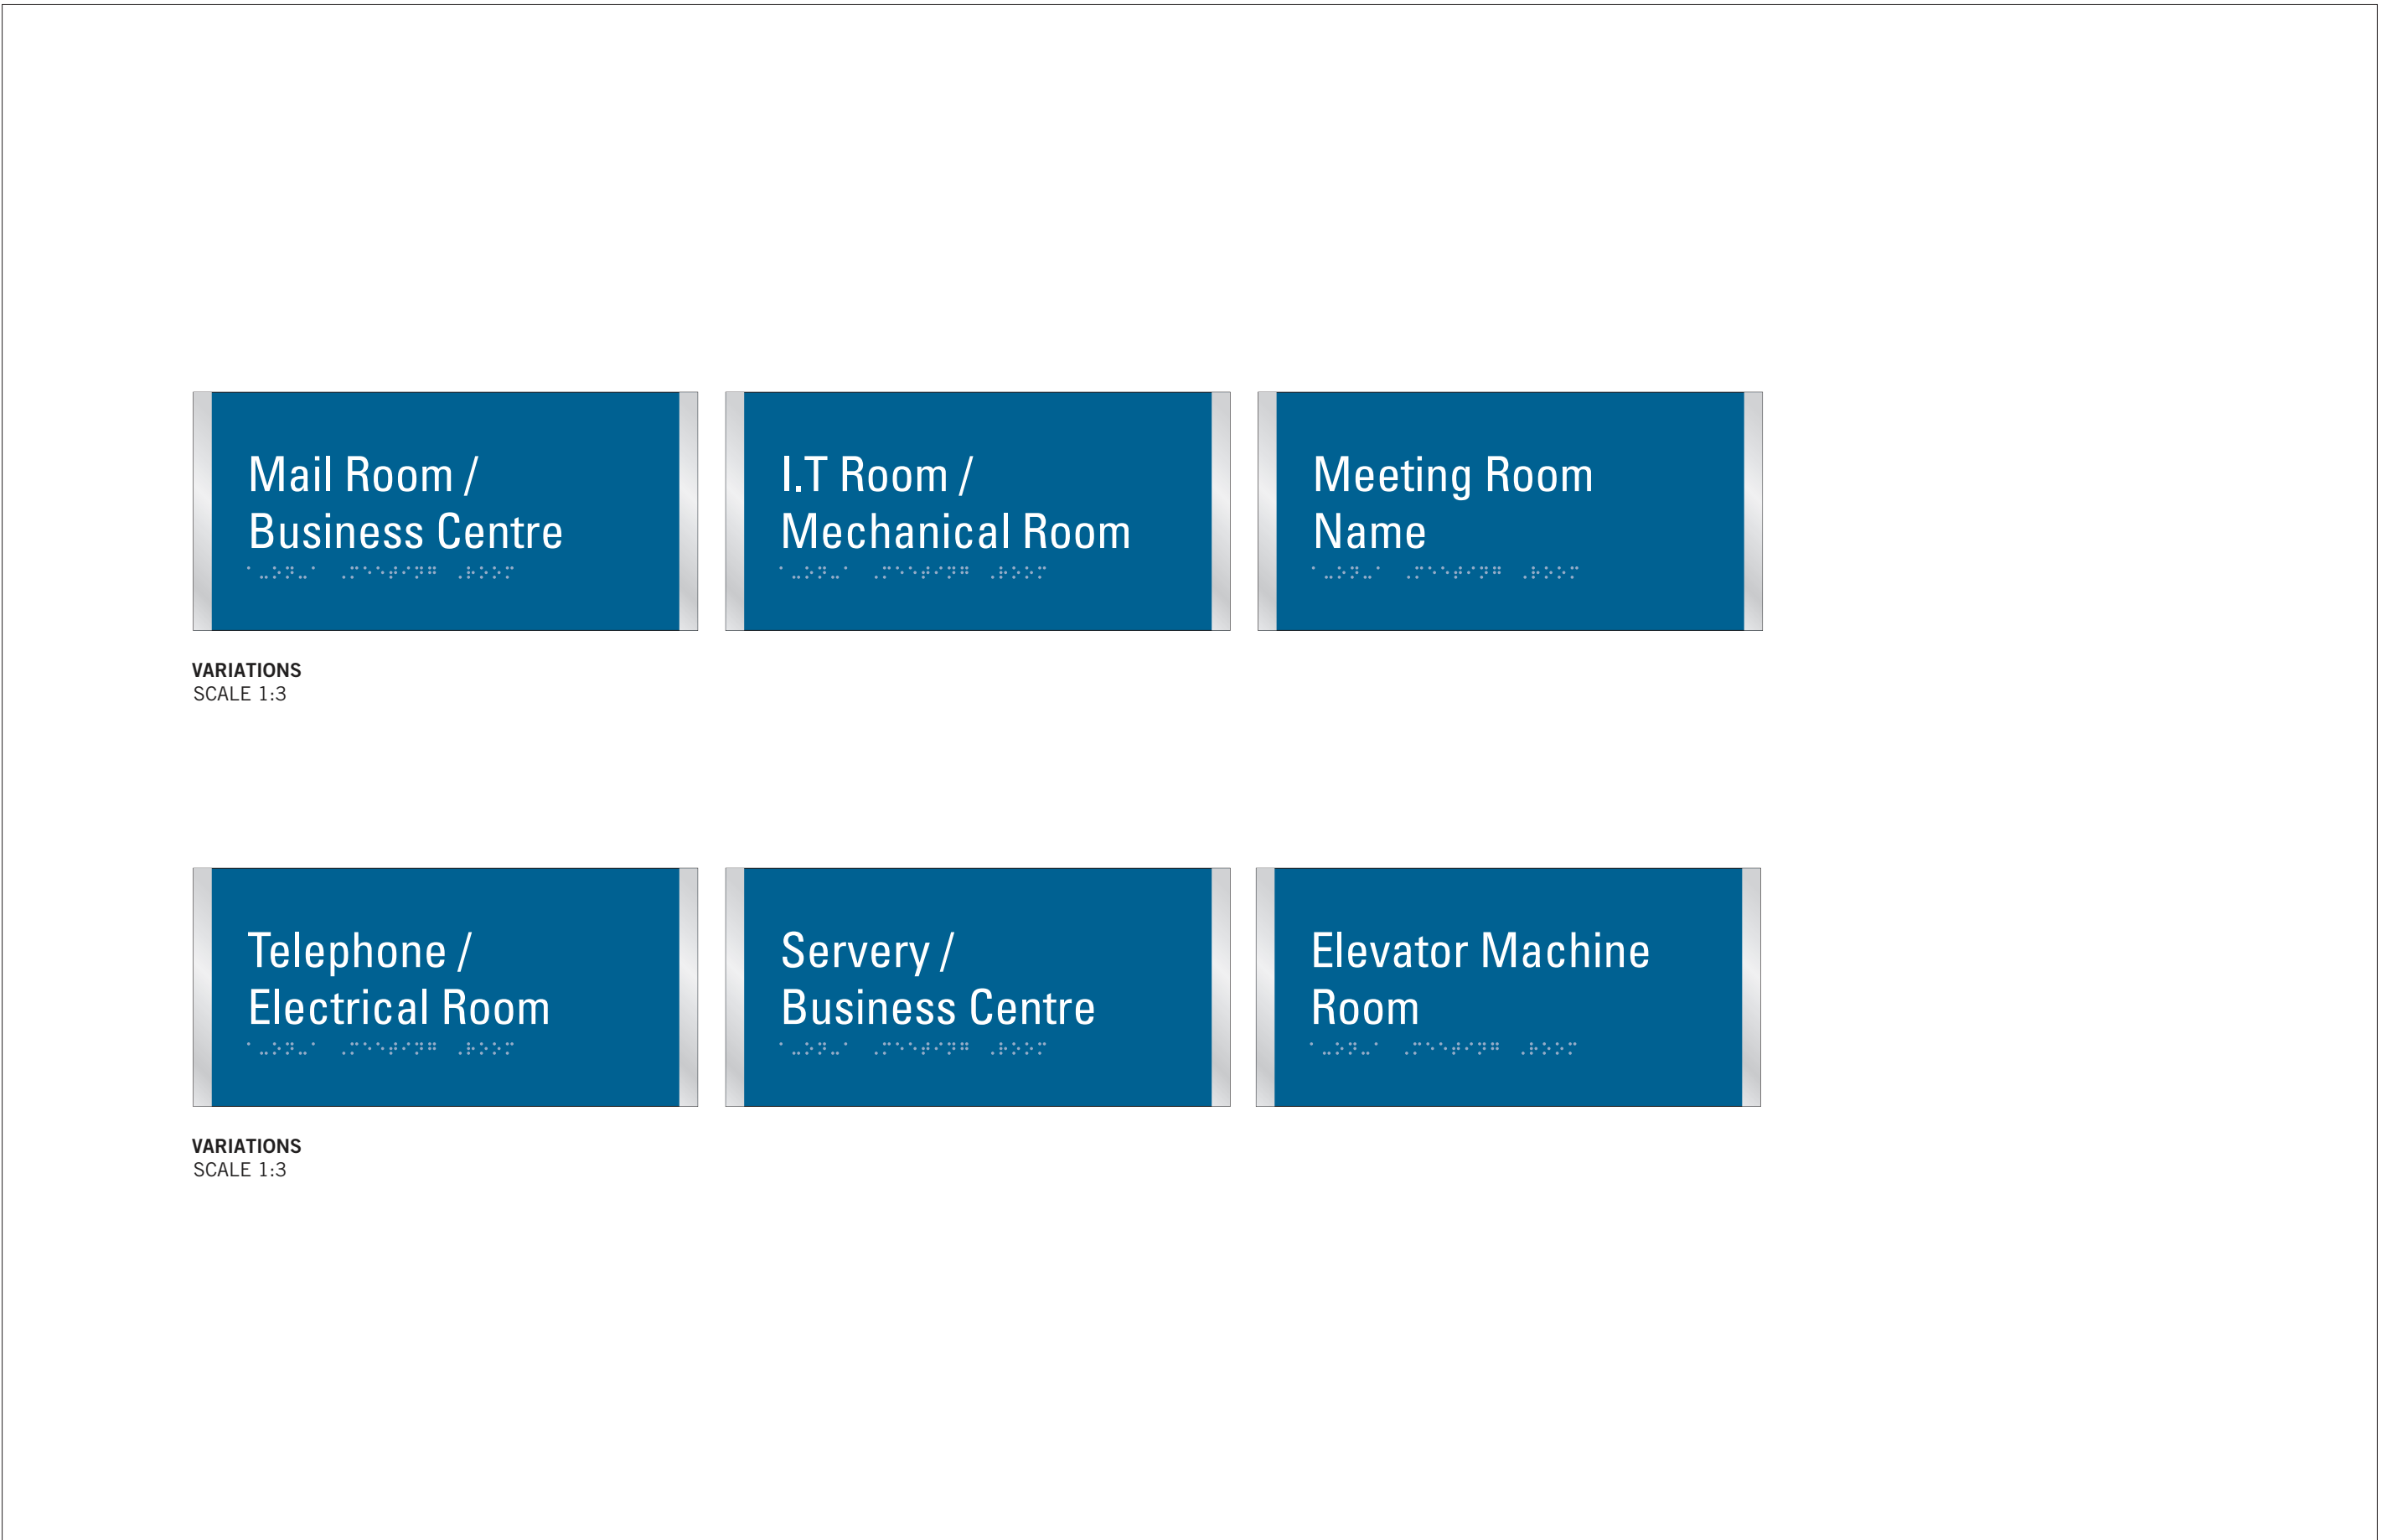 Mail Room /
Business Centre
⠁⠤⠕⠝⠤⠁ ⠠⠍⠑⠑⠞⠊⠝⠛ ⠠⠗⠕⠕⠍
I.T Room /
Mechanical Room
⠁⠤⠕⠝⠤⠁ ⠠⠍⠑⠑⠞⠊⠝⠛ ⠠⠗⠕⠕⠍
Meeting Room
Name
⠁⠤⠕⠝⠤⠁ ⠠⠍⠑⠑⠞⠊⠝⠛ ⠠⠗⠕⠕⠍
VARIATIONS
SCALE 1:3
Telephone /
Electrical Room
⠁⠤⠕⠝⠤⠁ ⠠⠍⠑⠑⠞⠊⠝⠛ ⠠⠗⠕⠕⠍
Servery /
Business Centre
⠁⠤⠕⠝⠤⠁ ⠠⠍⠑⠑⠞⠊⠝⠛ ⠠⠗⠕⠕⠍
Elevator Machine
Room
⠁⠤⠕⠝⠤⠁ ⠠⠍⠑⠑⠞⠊⠝⠛ ⠠⠗⠕⠕⠍
VARIATIONS
SCALE 1:3